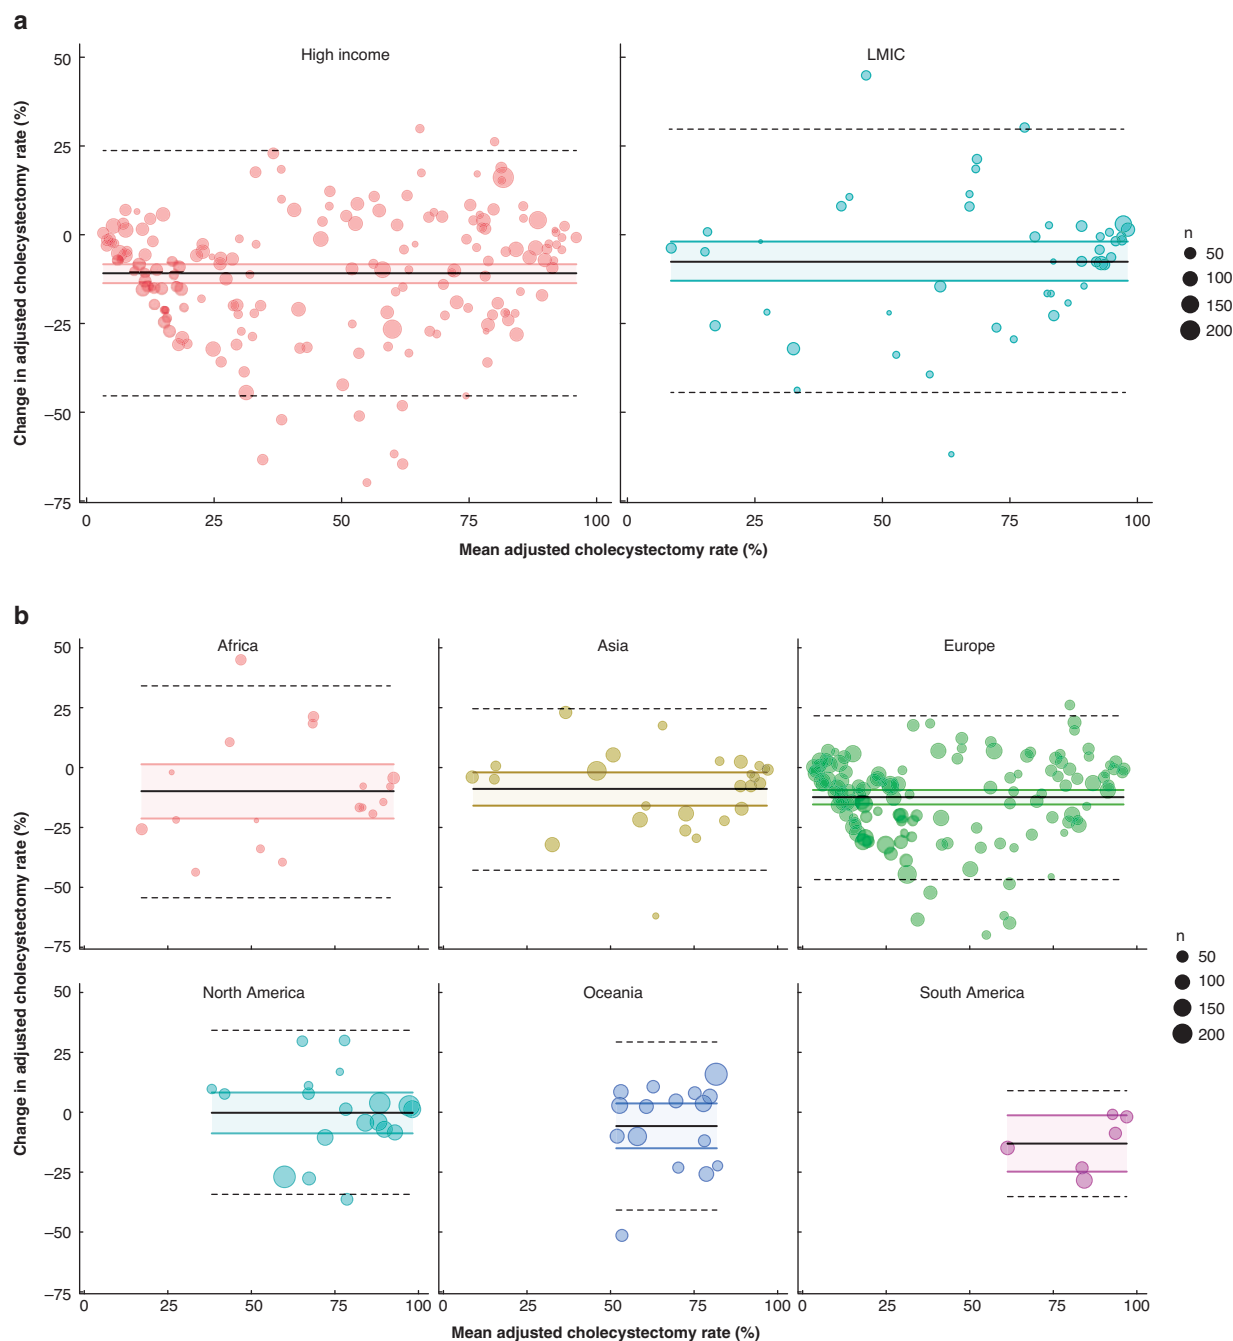 a
High income
LMIC
50
25
0
–25
–50
–75
Change in adjusted cholecystectomy rate (%)
0 25 50 75 100
0 25 50 75 100
Mean adjusted cholecystectomy rate (%)
n
50
100
150
200
b
Africa
Asia
Europe
50
25
0
–25
–50
–75
North America
Oceania
South America
50
25
0
–25
–50
–75
Change in adjusted cholecystectomy rate (%)
0 25 50 75 100
0 25 50 75 100
0 25 50 75 100
Mean adjusted cholecystectomy rate (%)
n
50
100
150
200